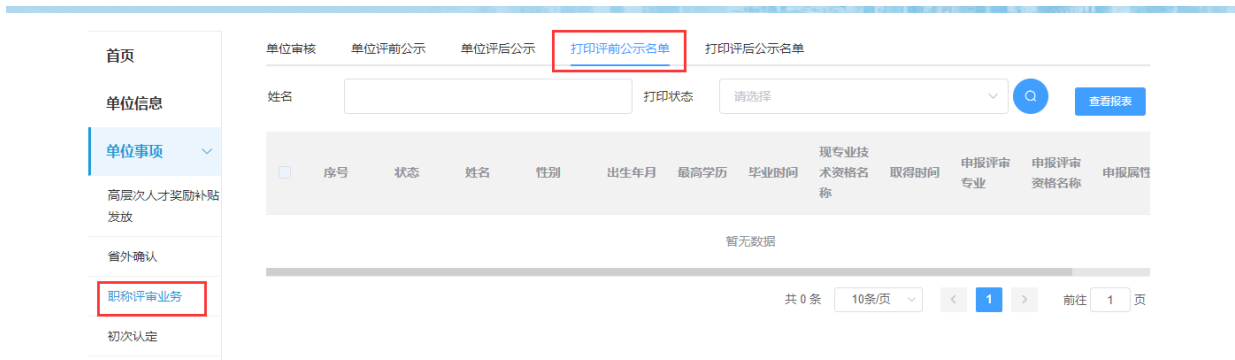 首页
单位信息
单位事项
高层次人才奖励补贴
发放
省外确认
职称评审业务
初次认定
单位审核 单位评前公示 单位评后公示 打印评前公示名单 打印评后公示名单
姓名 打印状态 请选择 查看报表
序号 状态 姓名 性别 出生年月 最高学历 毕业时间 现专业技术资格名称 取得时间 申报评审专业 申报评审资格名称 申报属性
暂无数据
共 0 条 10条/页 < 1 > 前往 1 页